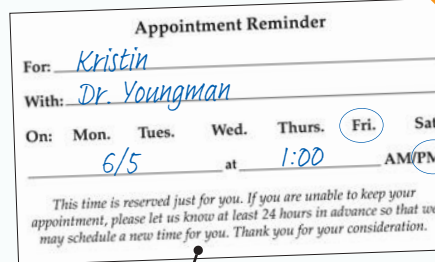 Appointment Reminder
For: Kristin
With: Dr. Youngman
On: Mon. Tues. Wed. Thurs. Fri. Sat
6/5 at 1:00 AM/PM
This time is reserved just for you. If you are unable to keep your
appointment, please let us know at least 24 hours in advance so that we
may schedule a new time for you. Thank you for your consideration.